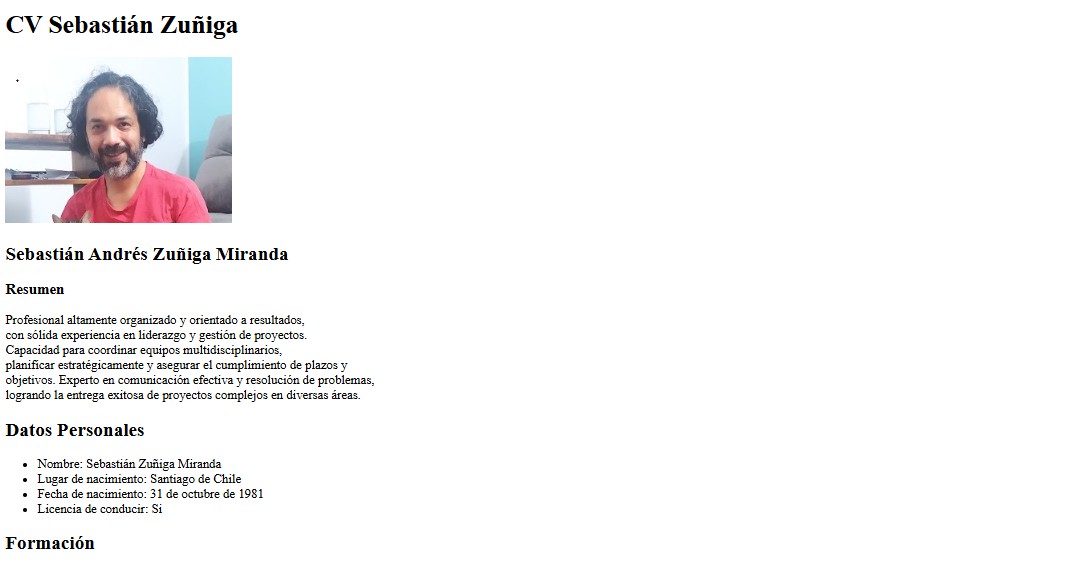 CV Sebastián Zuñiga
Sebastián Andrés Zuñiga Miranda
Resumen
Profesional altamente organizado y orientado a resultados,
con sólida experiencia en liderazgo y gestión de proyectos.
Capacidad para coordinar equipos multidisciplinarios,
planificar estratégicamente y asegurar el cumplimiento de plazos y
objetivos. Experto en comunicación efectiva y resolución de problemas,
logrando la entrega exitosa de proyectos complejos en diversas áreas.
Datos Personales
• Nombre: Sebastián Zuñiga Miranda
• Lugar de nacimiento: Santiago de Chile
• Fecha de nacimiento: 31 de octubre de 1981
• Licencia de conducir: Si
Formación